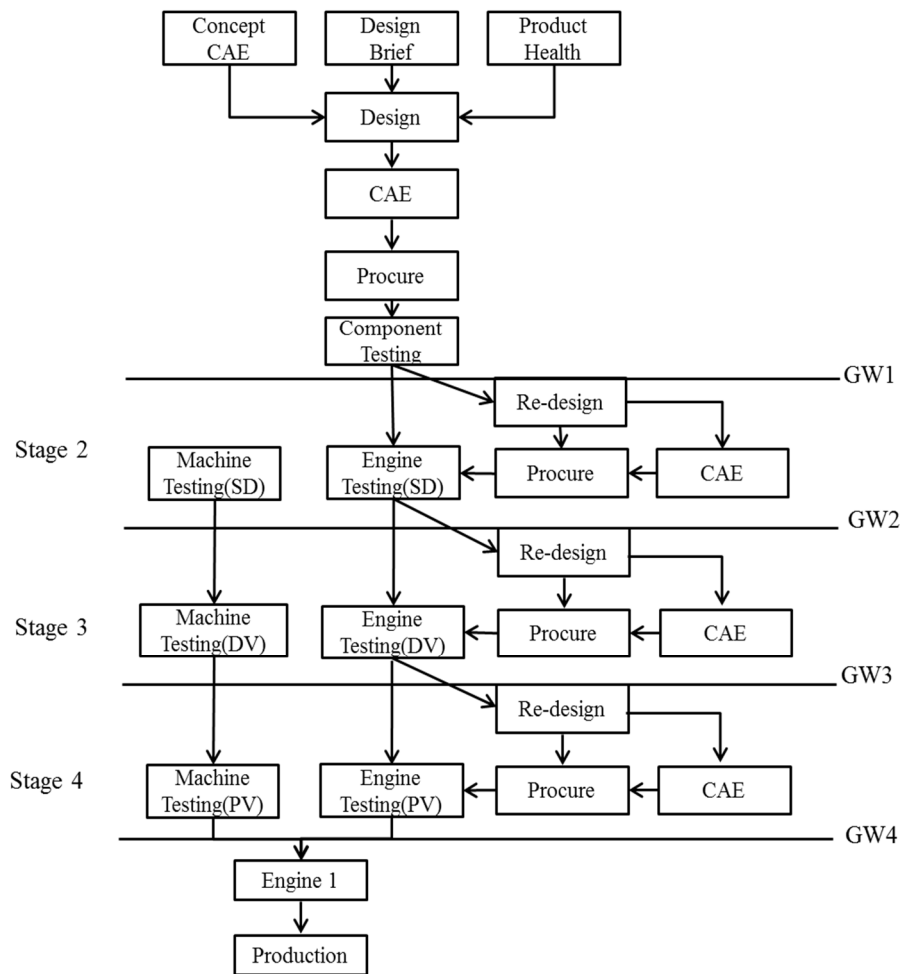 Concept
CAE
Design
Brief
Product
Health
Design
CAE
Procure
Component
Testing
GW1
Re-design
Stage 2
Machine
Testing(SD)
Engine
Testing(SD)
Procure
CAE
GW2
Re-design
Stage 3
Machine
Testing(DV)
Engine
Testing(DV)
Procure
CAE
GW3
Re-design
Stage 4
Machine
Testing(PV)
Engine
Testing(PV)
Procure
CAE
GW4
Engine 1
Production